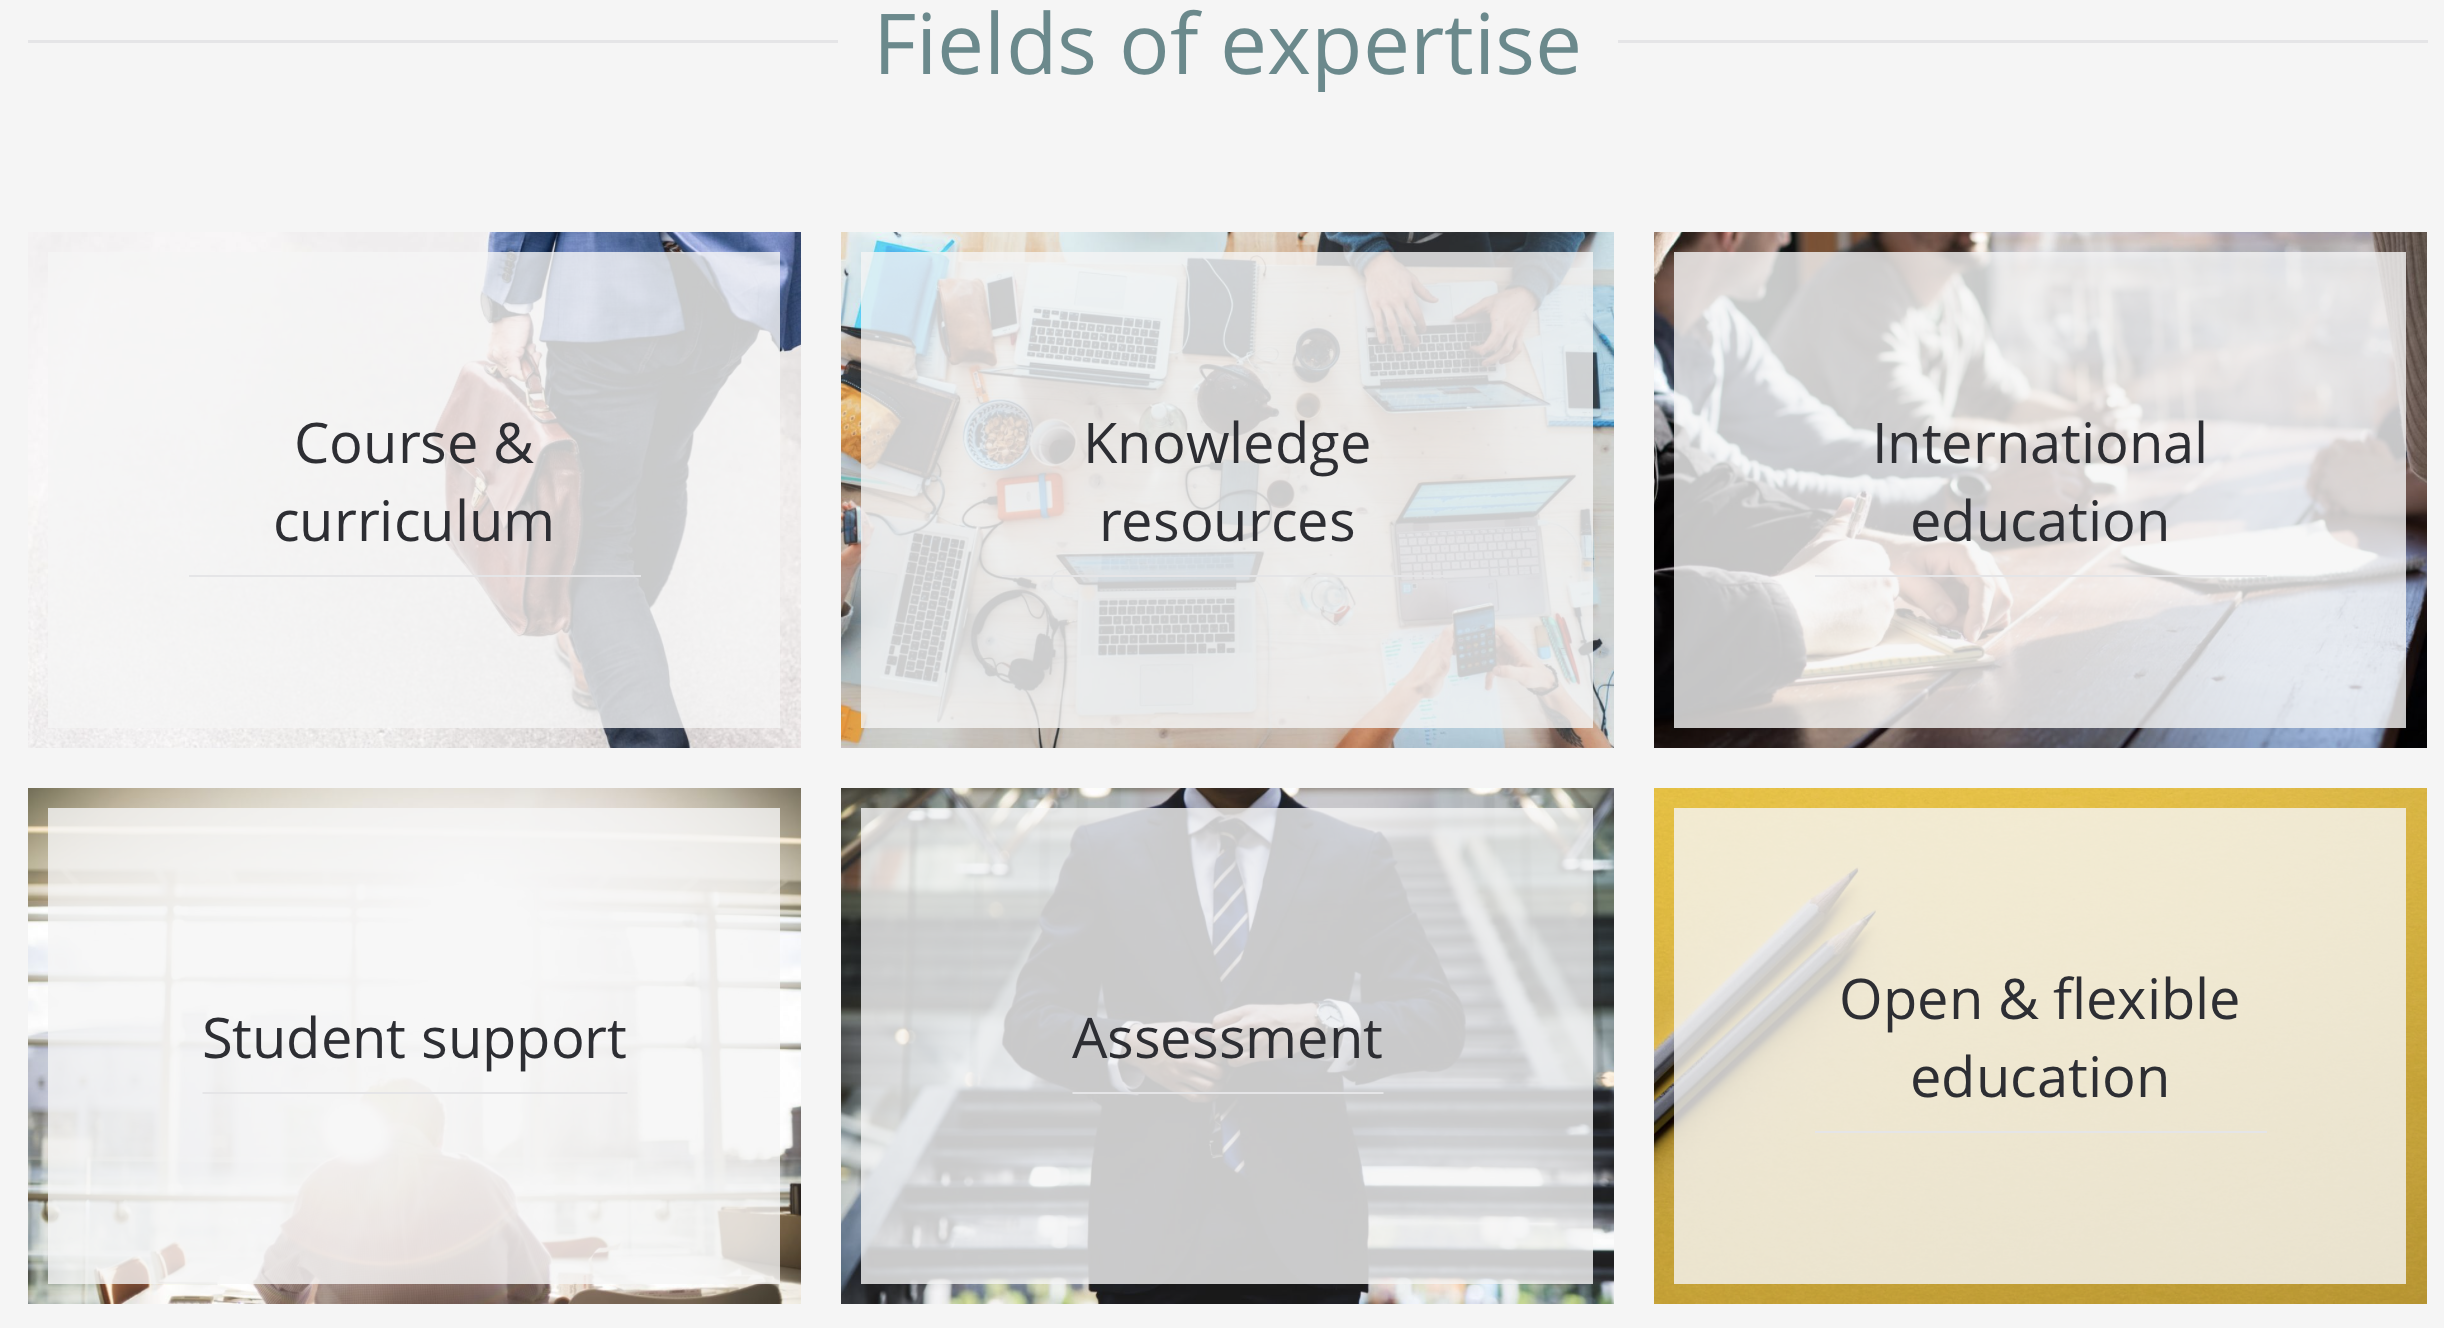 Fields of expertise
Course &
curriculum
Knowledge
resources
International
education
Student support
Assessment
Open & flexible
education